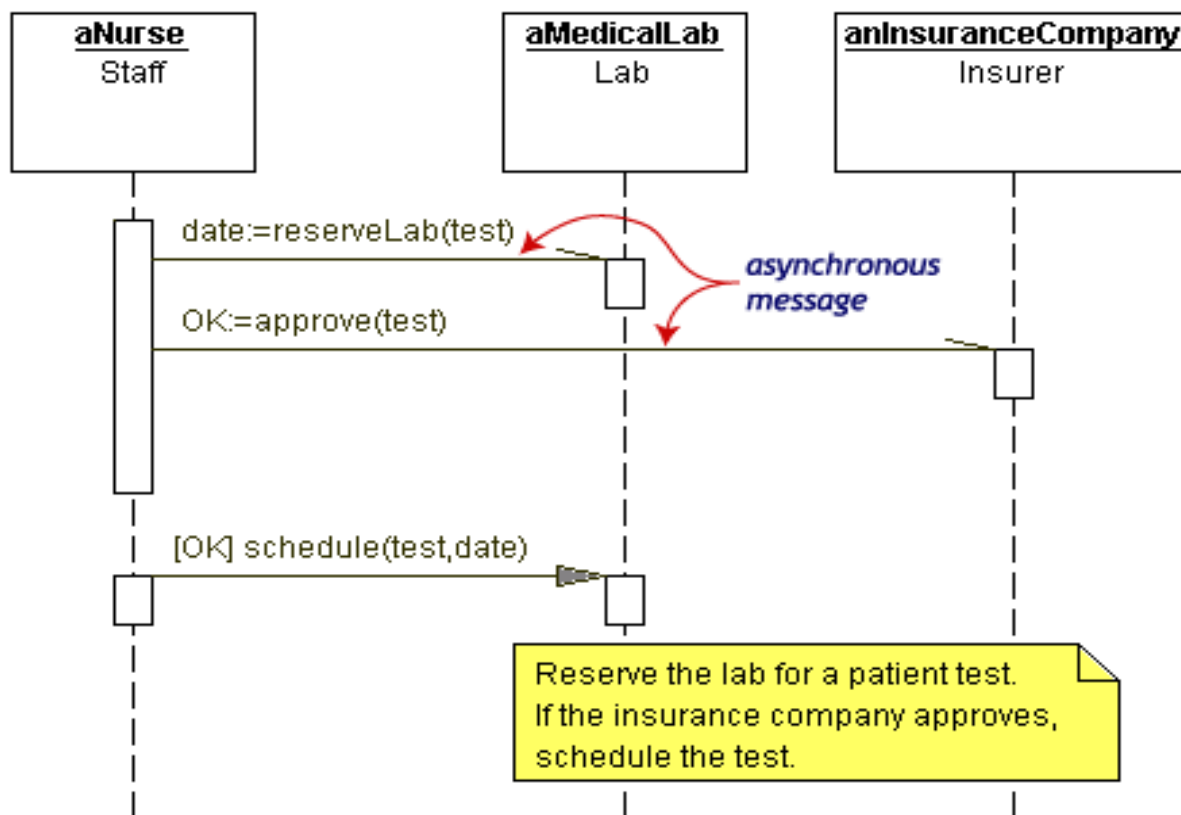 aNurse
Staff
aMedicalLab
Lab
anInsuranceCompany
Insurer
date:=reserveLab(test)
asynchronous
message
OK:=approve(test)
[OK] schedule(test,date)
Reserve the lab for a patient test.
If the insurance company approves,
schedule the test.